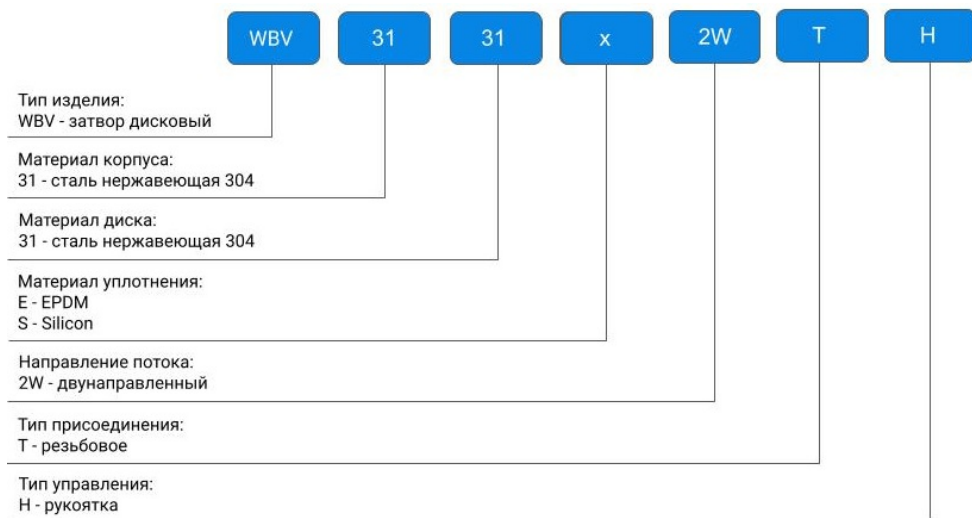 WBV 31 31 x 2W T H
Тип изделия:
WBV - затвор дисковый
Материал корпуса:
31 - сталь нержавеющая 304
Материал диска:
31 - сталь нержавеющая 304
Материал уплотнения:
E - EPDM
S - Silicon
Направление потока:
2W - двунаправленный
Тип присоединения:
T - резьбовое
Тип управления:
H - рукоятка